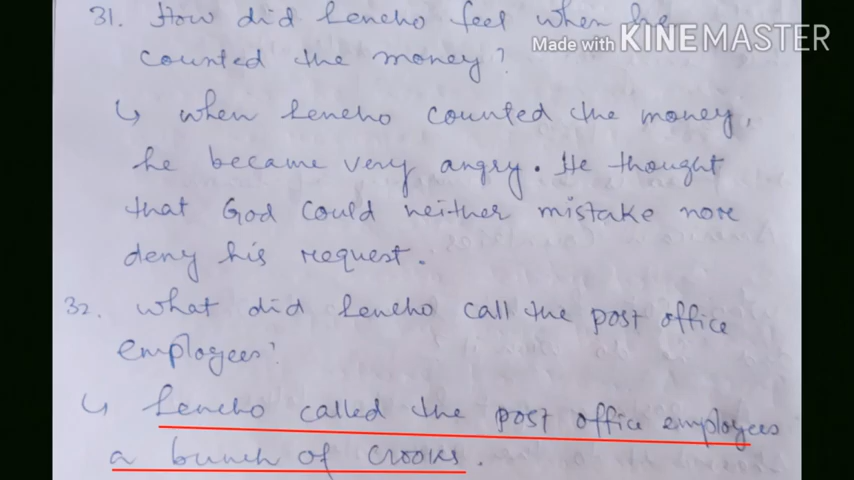 31. How did Lencho feel when he
Made with KINEMASTER
counted the money?
↳ when Lencho counted the money,
he became very angry. He thought
that God could neither mistake nore
deny his request.
32. What did Lencho call the post office
employees?
↳ Lencho called the post office employees
a bunch of crooks.